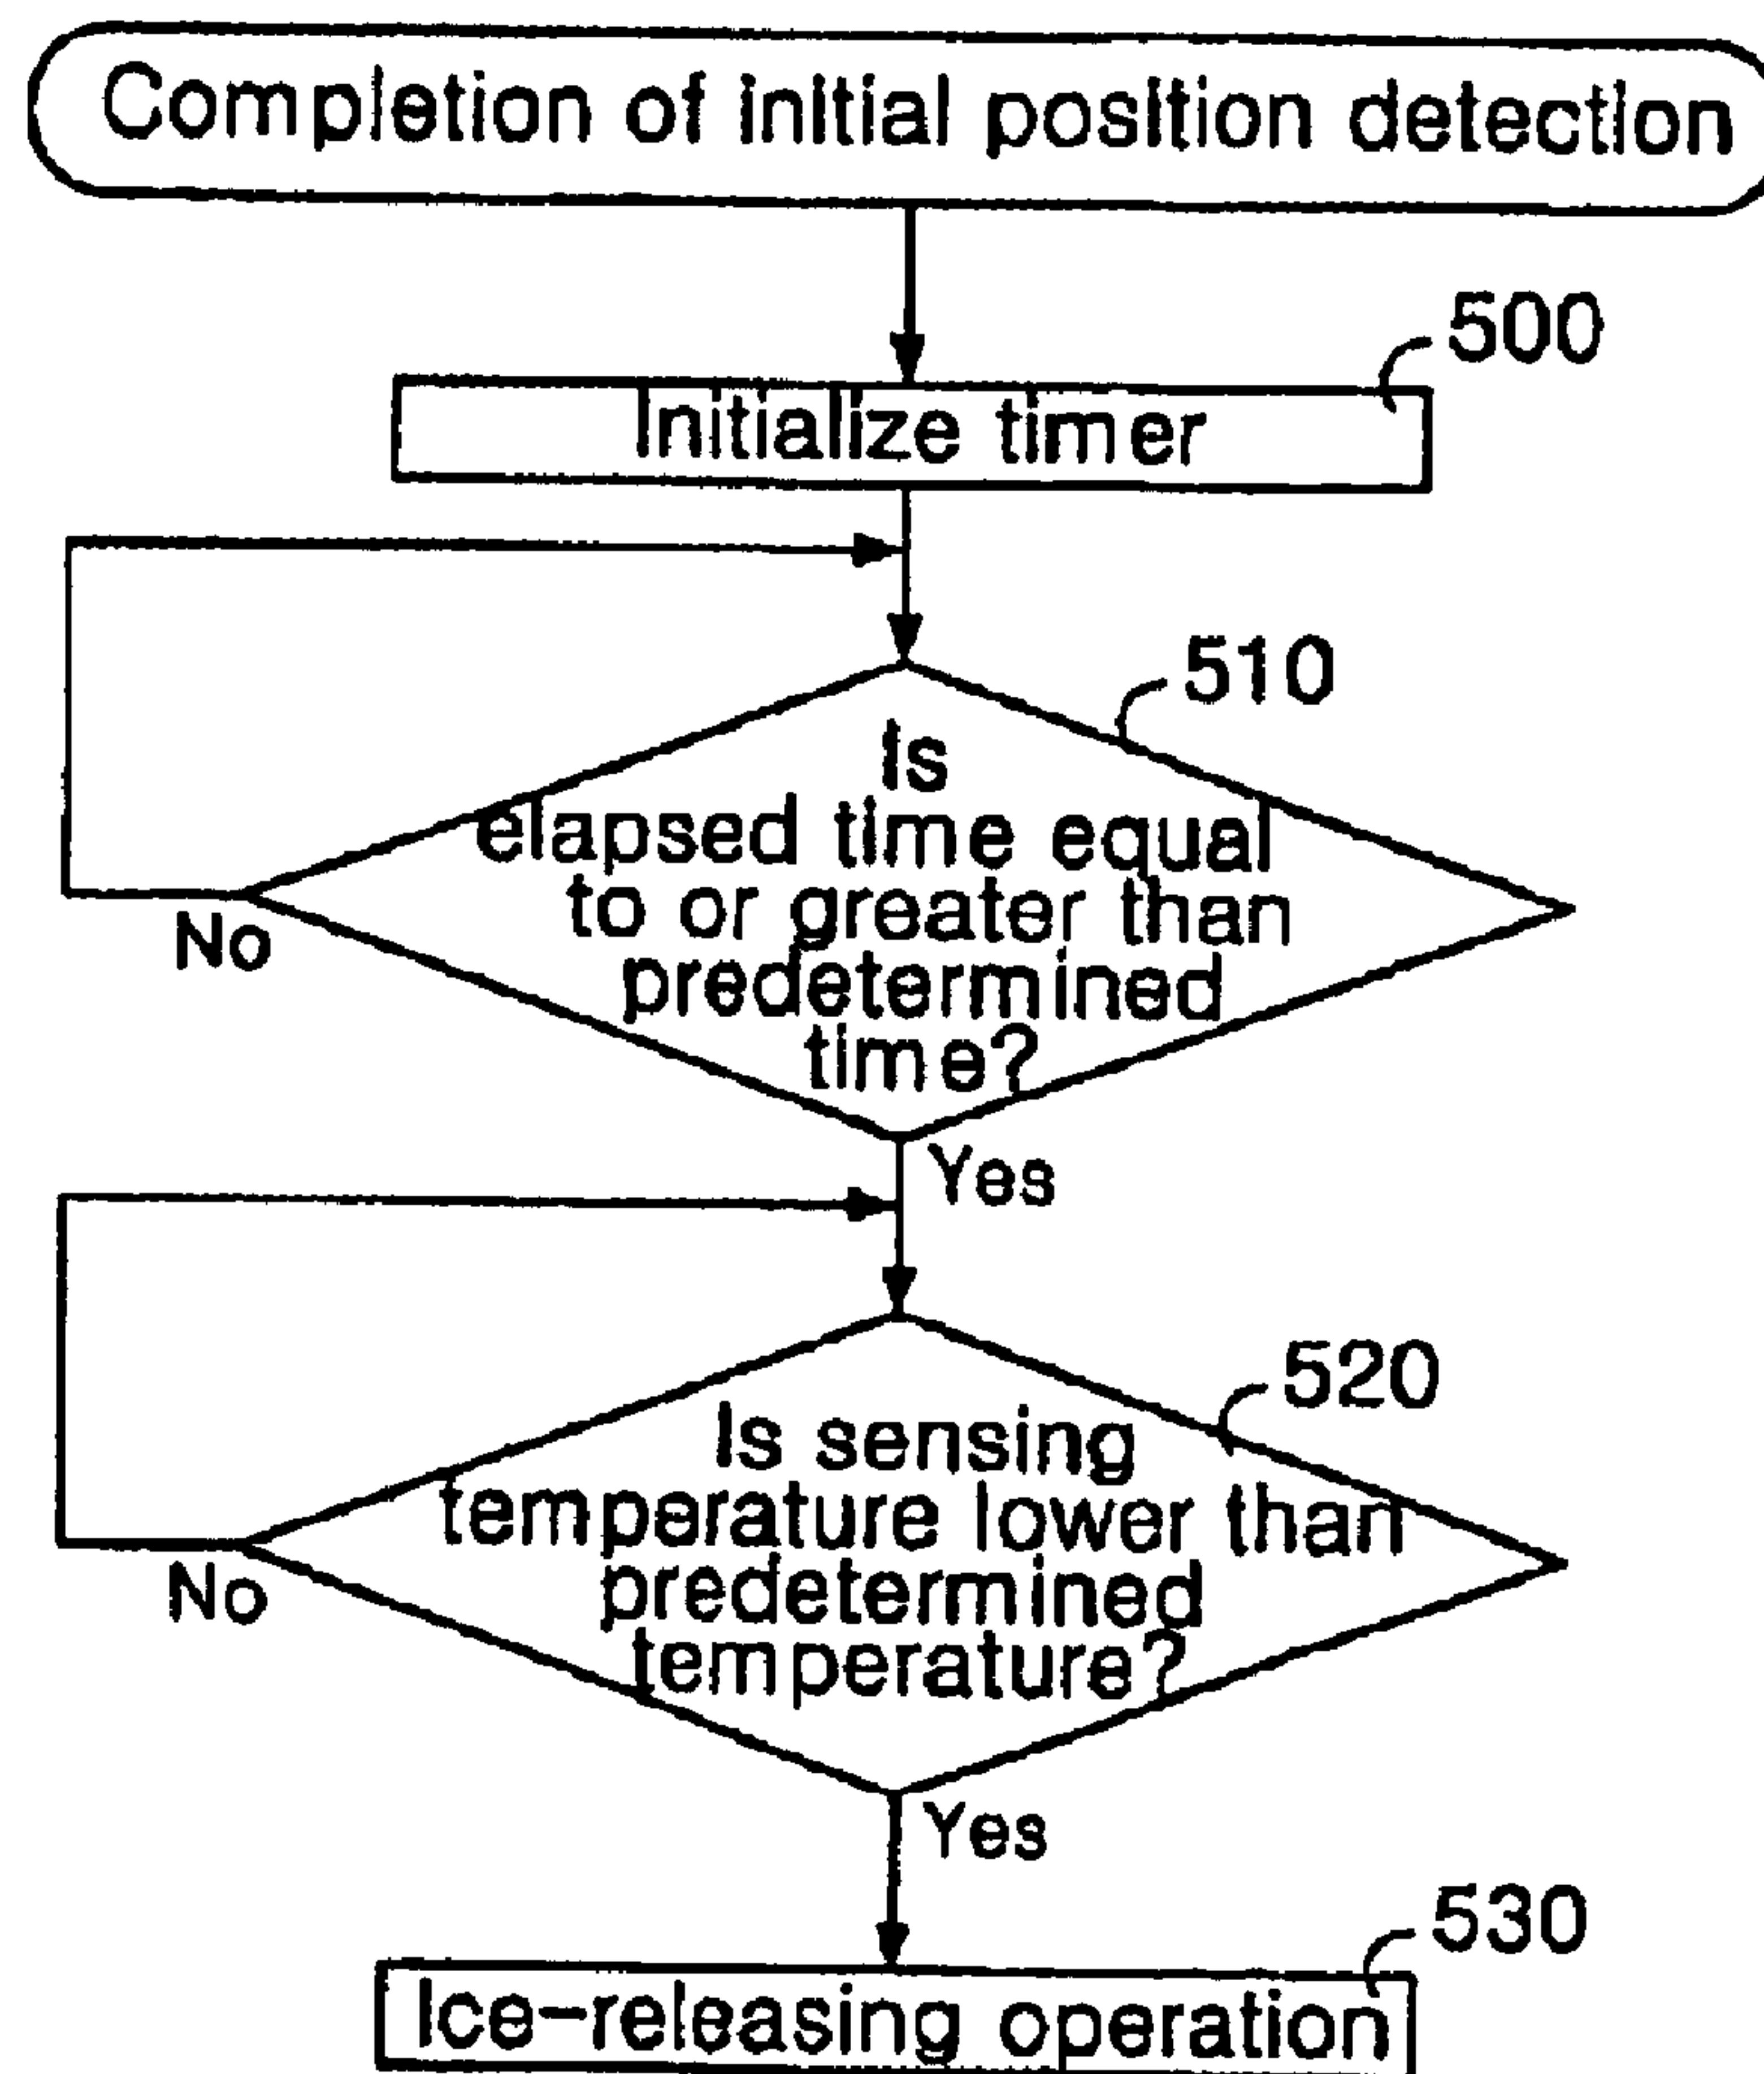 Completion of initial position detection
500
Initialize timer
510
Is
elapsed time equal
to or greater than
predetermined
time?
No
Yes
520
Is sensing
temperature lower than
predetermined
temperature?
No
Yes
530
Ice-releasing operation